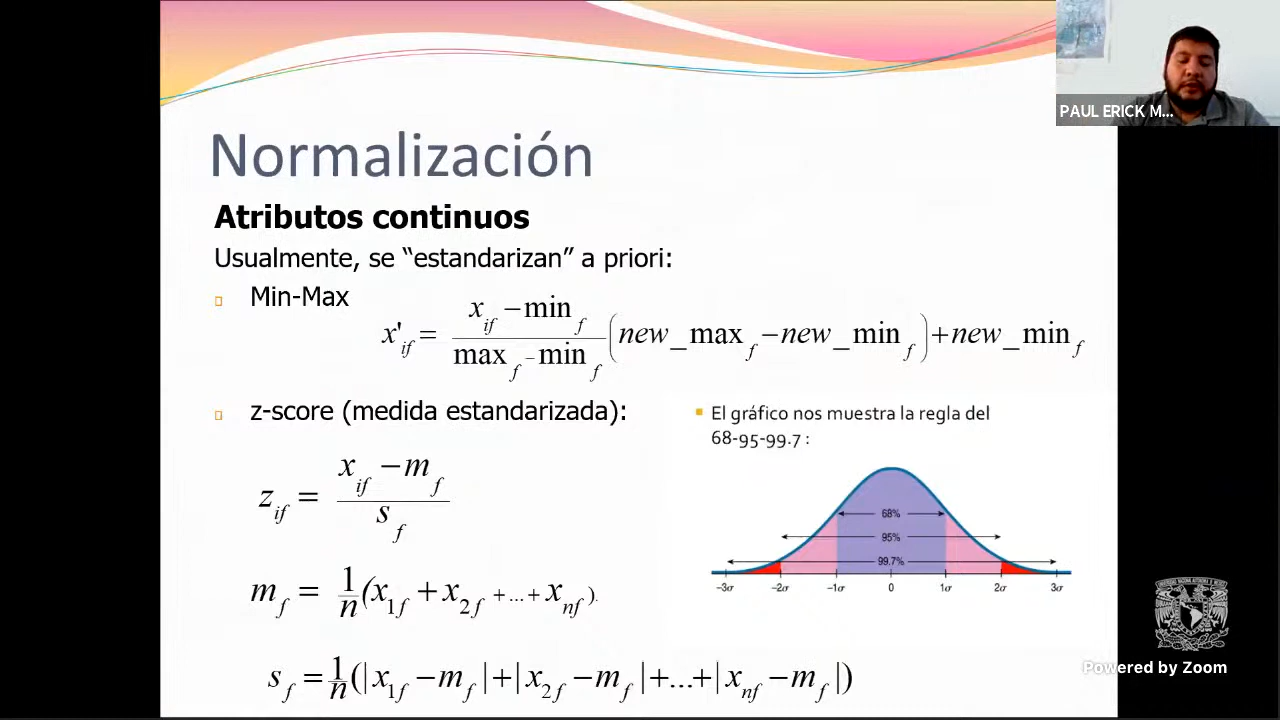 PAUL ERICK M...
Normalización
Atributos continuos
Usualmente, se “estandarizan” a priori:
Min-Max
x'_if = (x_if − min_f) / (max_f − min_f) (new_max_f − new_min_f) + new_min_f
z-score (medida estandarizada):
z_if = (x_if − m_f) / s_f
m_f = 1/n (x_1f + x_2f + ... + x_nf ).
s_f = 1/n (| x_1f − m_f | + | x_2f − m_f | + ... + | x_nf − m_f |)
El gráfico nos muestra la regla del
68-95-99.7 :
68%
95%
99.7%
−3σ −2σ −1σ 0 1σ 2σ 3σ
Powered by Zoom